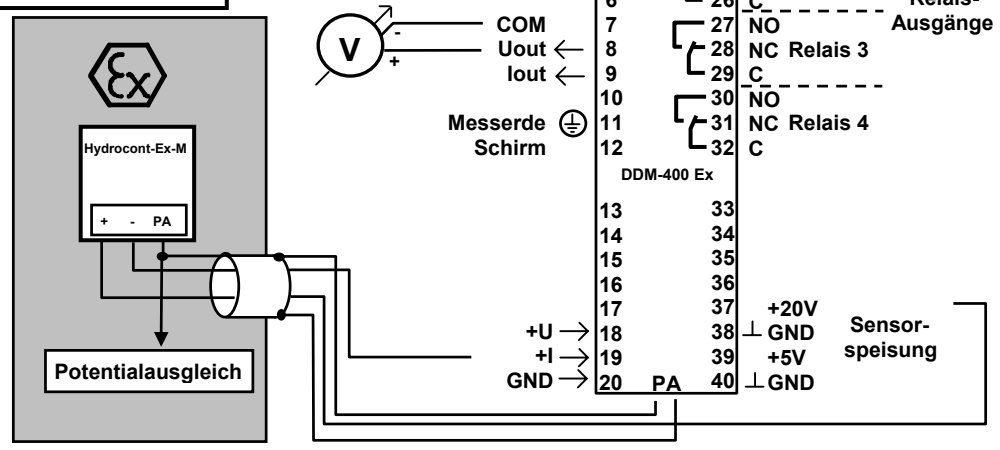 6 26 C
Relais-
COM 7 27 NO Ausgänge
V - +
Uout 8 28 NC Relais 3
Iout 9 29 C
10 30 NO
Messerde 11 31 NC Relais 4
Schirm 12 32 C
DDM-400 Ex
Ex
Hydrocont-Ex-M
+ - PA
13 33
14 34
15 35
16 36
17 37 +20V
+U 18 38 GND Sensor-
+I 19 39 +5V speisung
GND 20 PA 40 GND
Potentialausgleich